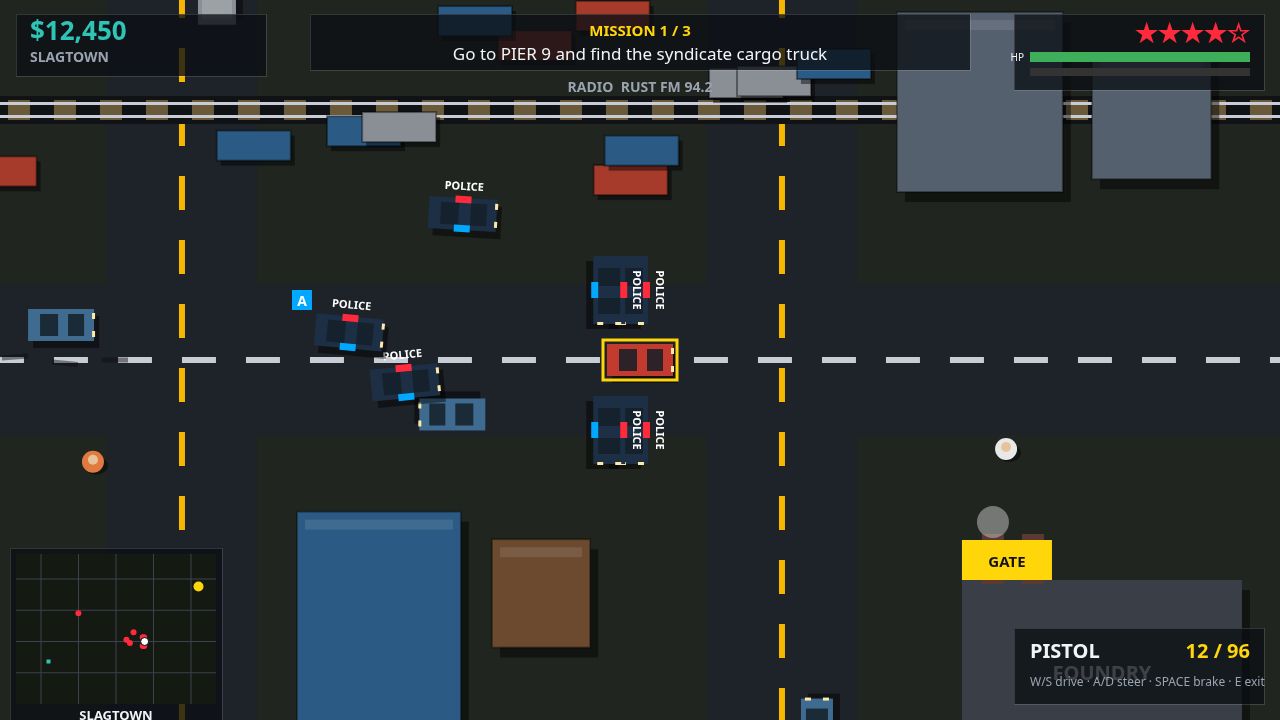 $12,450
SLAGTOWN
MISSION 1 / 3
Go to PIER 9 and find the syndicate cargo truck
★★★★☆
HP
RADIO RUST FM 94.2
POLICE
POLICE
POLICE
POLICE
POLICE
POLICE
POLICE
A
GATE
FOUNDRY
PISTOL
12 / 96
W/S drive · A/D steer · SPACE brake · E exit
SLAGTOWN